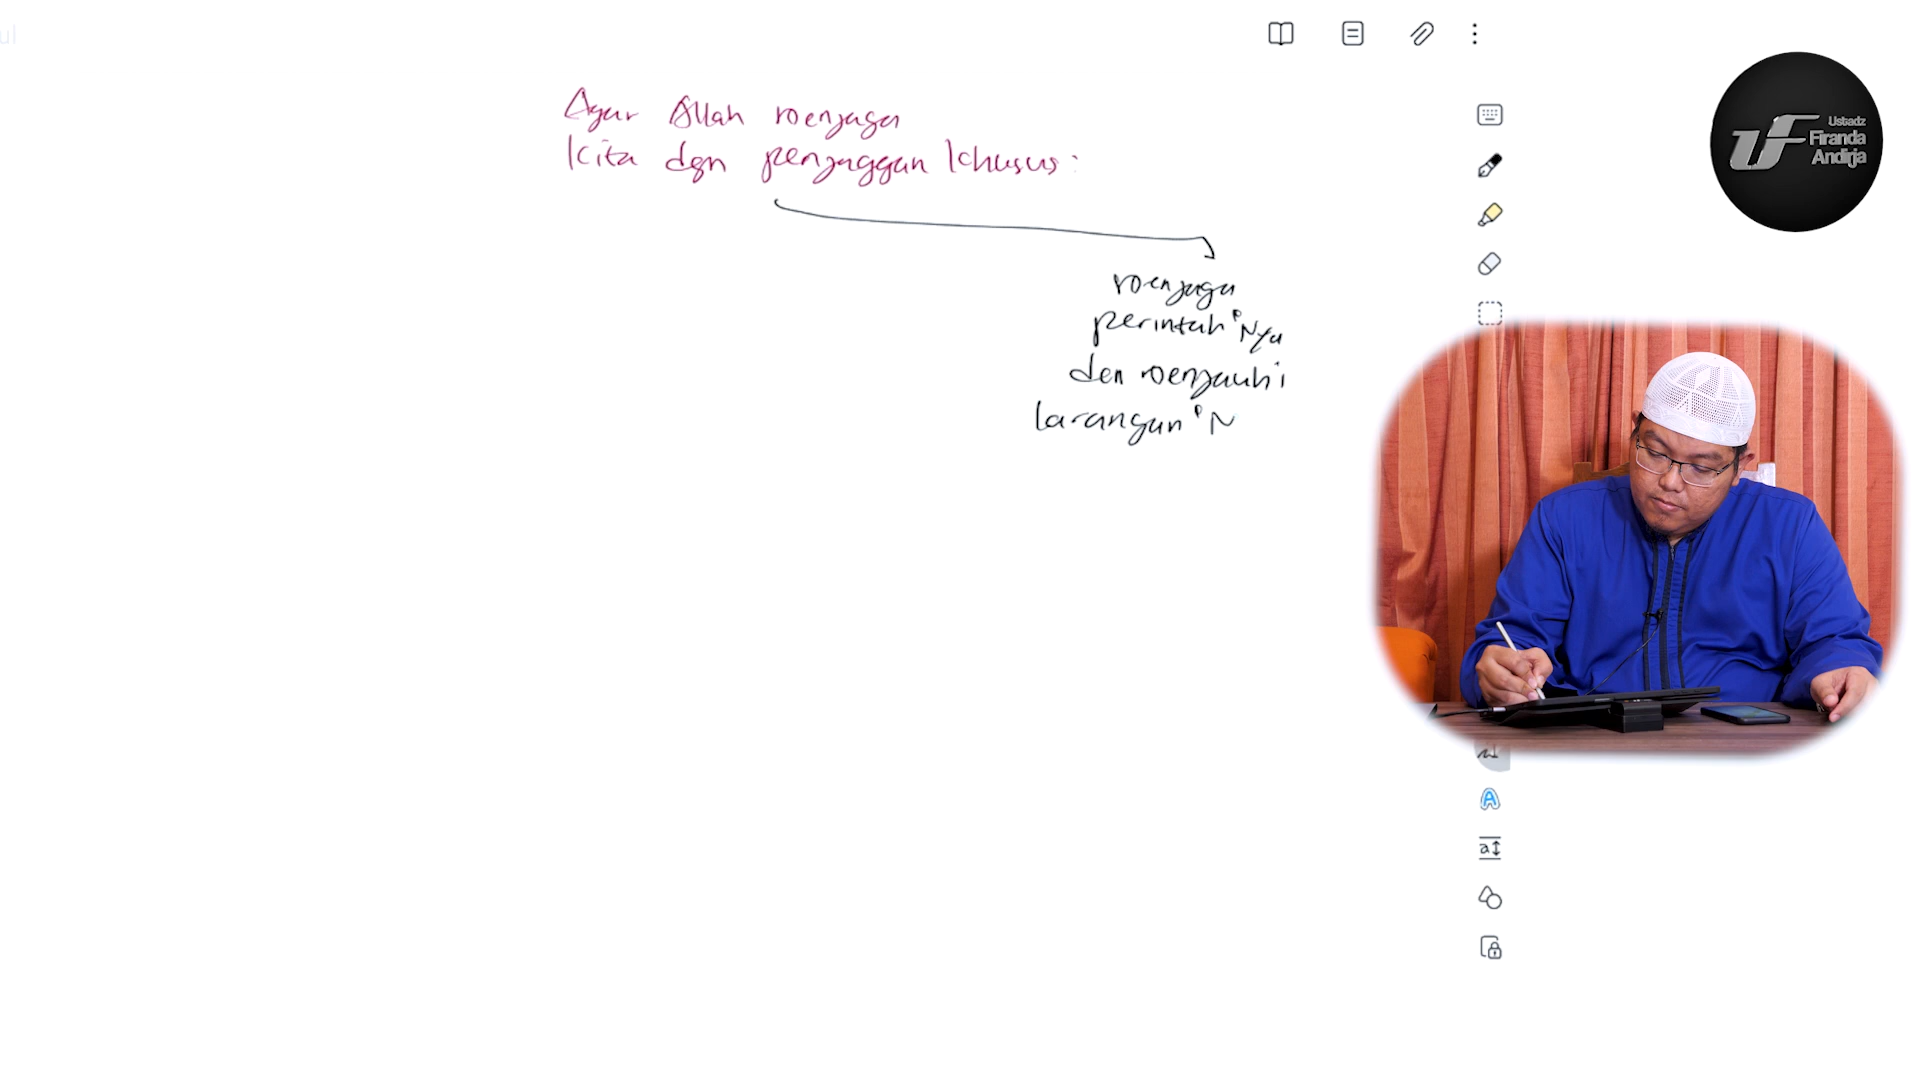 Agar Allah menjaga
kita dgn penjagaan khusus:
menjaga
perintah²Nya
dan menjauhi
larangan²N
Ustadz
Firanda
Andirja